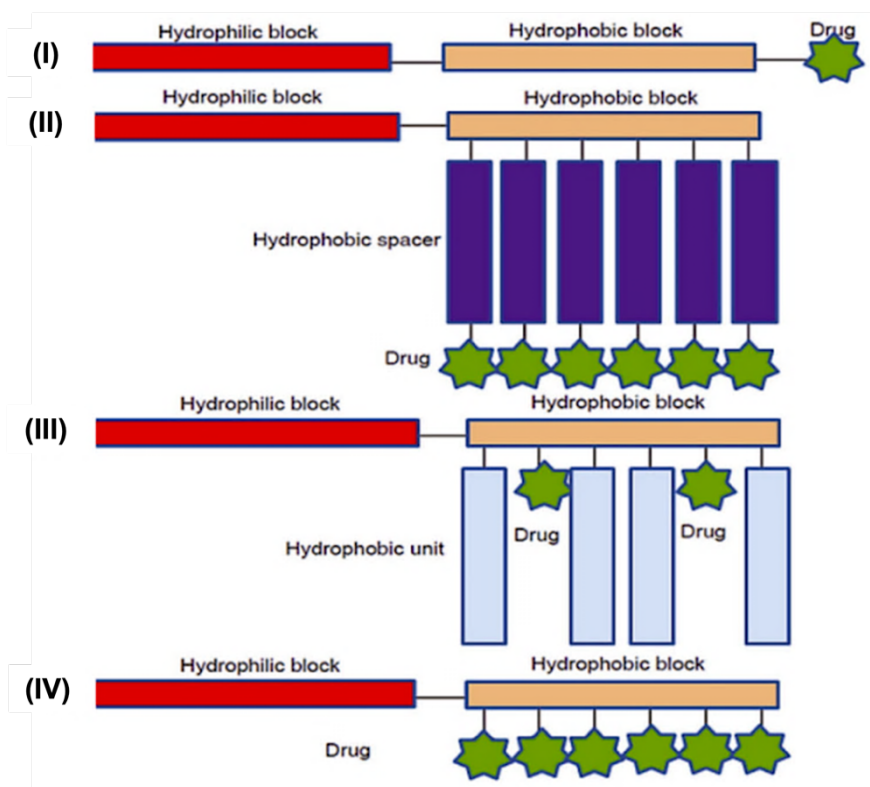 Hydrophilic block Hydrophobic block Drug
(I)
Hydrophilic block Hydrophobic block
(II)
Hydrophobic spacer
Drug
Hydrophilic block Hydrophobic block
(III)
Drug Drug
Hydrophobic unit
Hydrophilic block Hydrophobic block
(IV)
Drug